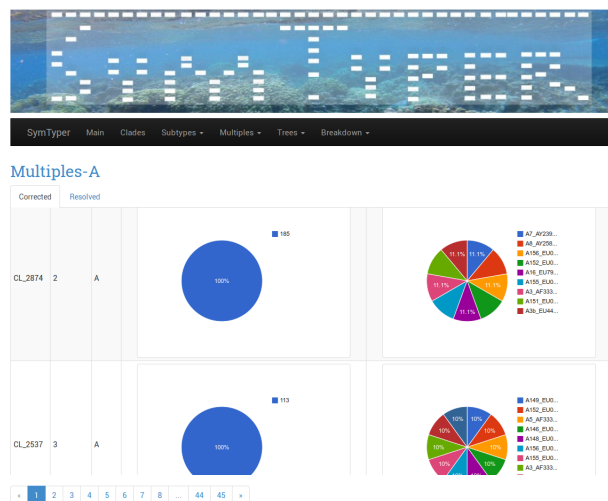 SymTyper Main Clades Subtypes Multiples Trees Breakdown
Multiples-A
Corrected Resolved
CL_2874 2 A
100%
185
11.1% 11.1% 11.1% 11.1% 11.1% 11.1%
A7_AY239...
A8_AY258...
A156_EU0...
A152_EU0...
A16_EU79...
A155_EU0...
A3_AF333...
A151_EU0...
A3b_EU44...
CL_2537 3 A
100%
113
10% 10% 10% 10% 10% 10% 10% 10% 10%
A149_EU0...
A152_EU0...
A5_AF333...
A146_EU0...
A148_EU0...
A156_EU0...
A155_EU0...
A3_AF333...
« 1 2 3 4 5 6 7 8 ... 44 45 »